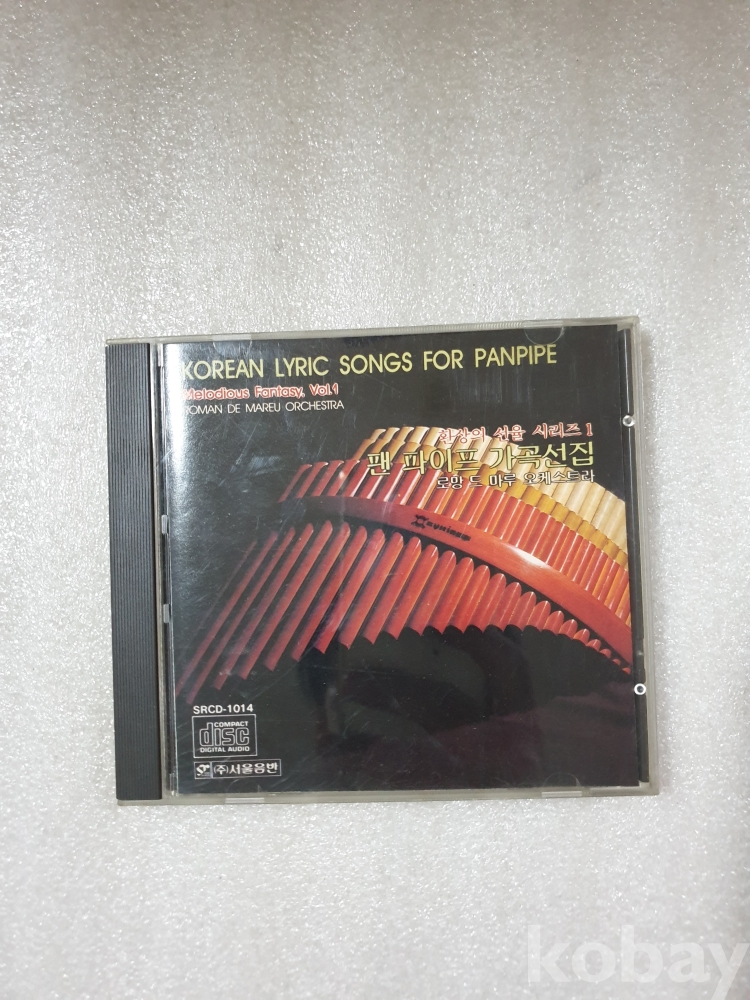 KOREAN LYRIC SONGS FOR PANPIPE
Melodious Fantasy, Vol.1
ROMAN DE MAREU ORCHESTRA
환상의 선율 시리즈 1
팬 파이프 가곡선집
로망 드 마루 오케스트라
SRCD-1014
COMPACT
disc
DIGITAL AUDIO
(주)서울음반
kobay